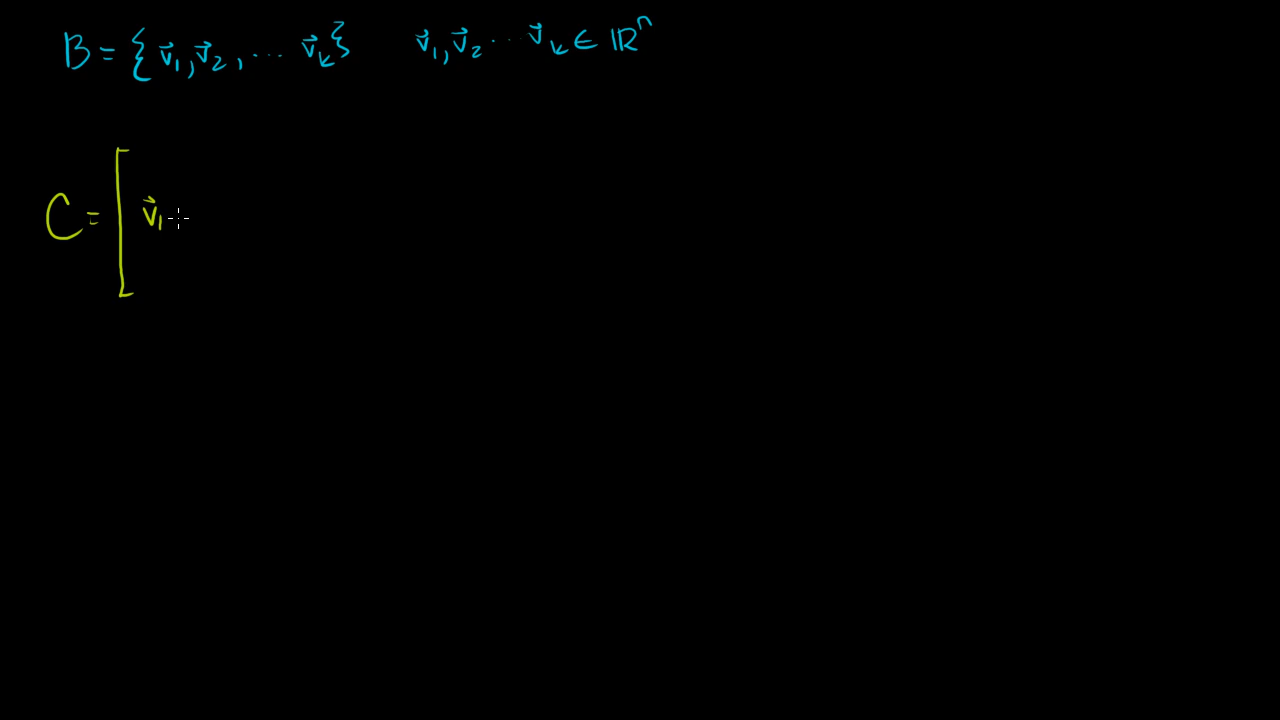 B = { v⃗₁, v⃗₂, ... v⃗ₖ }   v⃗₁, v⃗₂ ... v⃗ₖ ∈ ℝⁿ
C = [ v⃗₁